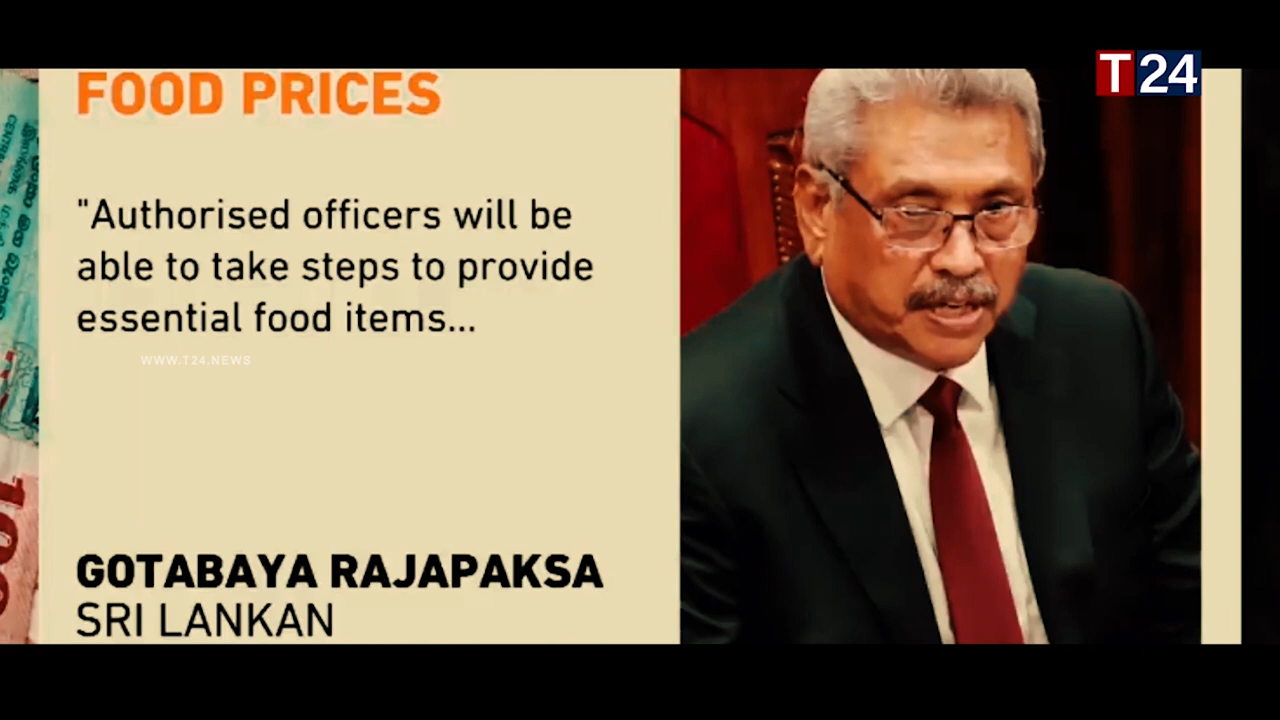 T24
FOOD PRICES
"Authorised officers will be
able to take steps to provide
essential food items...
WWW.T24.NEWS
GOTABAYA RAJAPAKSA
SRI LANKAN